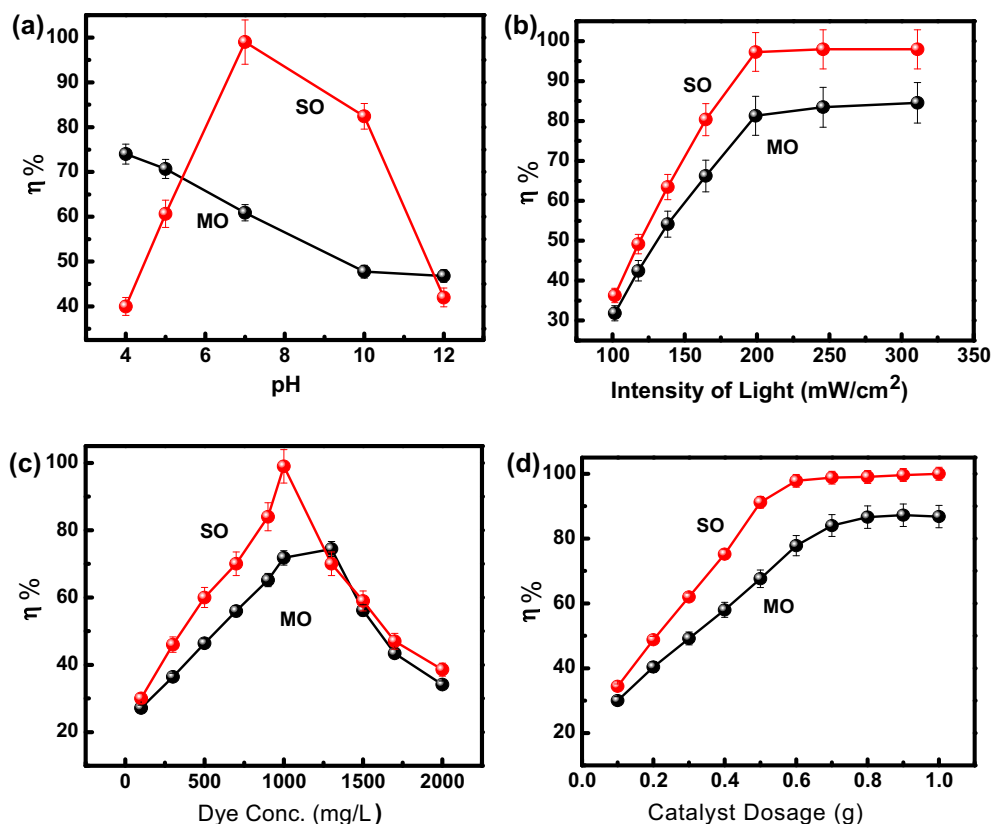 (a)
100
90
80
70
60
50
40
η %
SO
MO
4
6
8
10
12
pH
(b)
100
90
80
70
60
50
40
30
η %
SO
MO
100
150
200
250
300
350
Intensity of Light (mW/cm²)
(c)
100
80
60
40
20
η %
SO
MO
0
500
1000
1500
2000
Dye Conc. (mg/L)
(d)
100
80
60
40
20
η %
SO
MO
0.0
0.2
0.4
0.6
0.8
1.0
Catalyst Dosage (g)